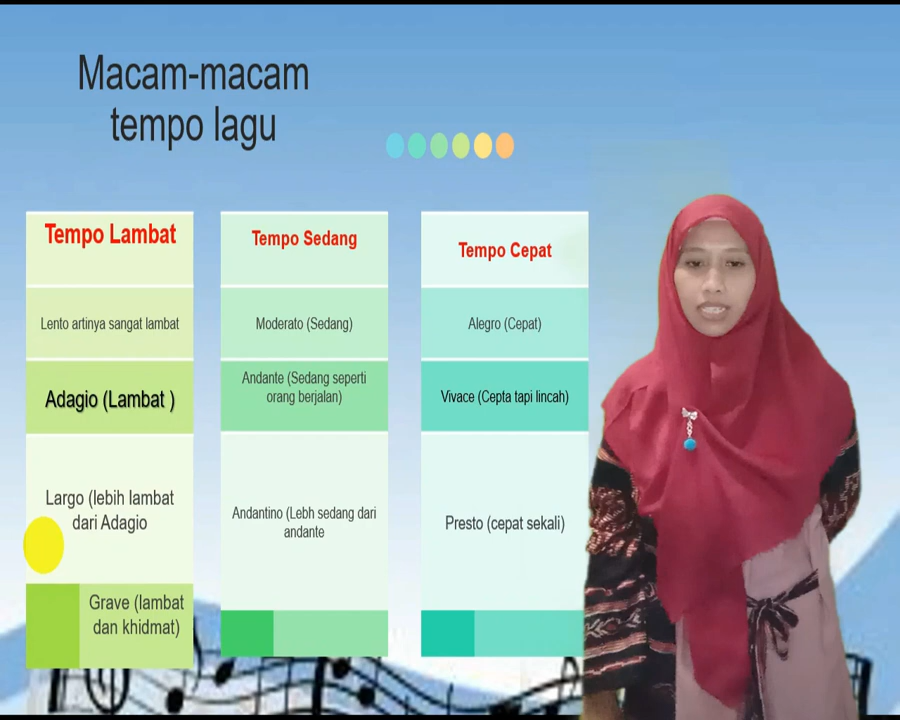 Macam-macam
tempo lagu
Tempo Lambat
Lento artinya sangat lambat
Adagio (Lambat )
Largo (lebih lambat
dari Adagio
Grave (lambat
dan khidmat)
Tempo Sedang
Moderato (Sedang)
Andante (Sedang seperti
orang berjalan)
Andantino (Lebh sedang dari
andante
Tempo Cepat
Alegro (Cepat)
Vivace (Cepta tapi lincah)
Presto (cepat sekali)